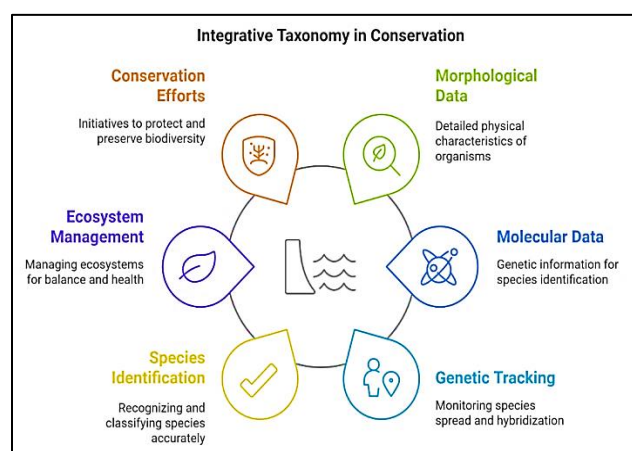 Integrative Taxonomy in Conservation
Conservation
Efforts
Initiatives to protect and
preserve biodiversity
Morphological
Data
Detailed physical
characteristics of
organisms
Ecosystem
Management
Managing ecosystems
for balance and health
Molecular Data
Genetic information for
species identification
Species
Identification
Recognizing and
classifying species
accurately
Genetic Tracking
Monitoring species
spread and hybridization